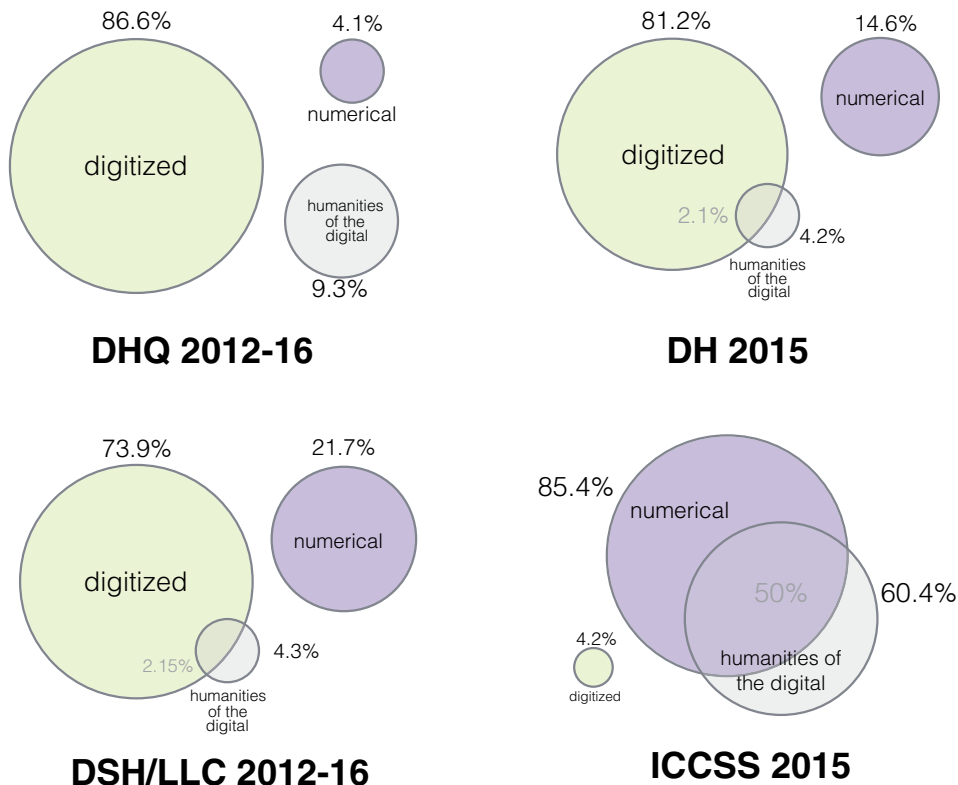 86.6%
4.1%
digitized
numerical
humanities
of the
digital
9.3%
DHQ 2012-16
81.2%
14.6%
digitized
numerical
2.1%
4.2%
humanities
of the
digital
DH 2015
73.9%
21.7%
digitized
numerical
2.15%
4.3%
humanities
of the
digital
DSH/LLC 2012-16
85.4%
numerical
50%
60.4%
4.2%
digitized
humanities of
the digital
ICCSS 2015